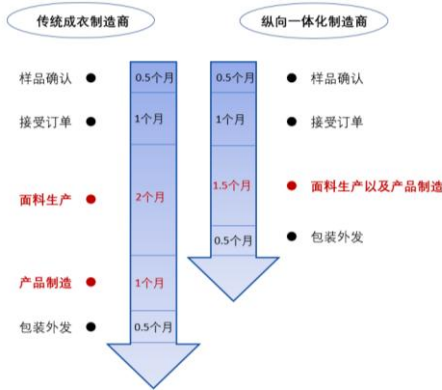 传统成衣制造商
纵向一体化制造商
样品确认
0.5个月
0.5个月
样品确认
接受订单
1个月
1个月
接受订单
面料生产
2个月
1.5个月
面料生产以及产品制造
0.5个月
包装外发
产品制造
1个月
包装外发
0.5个月